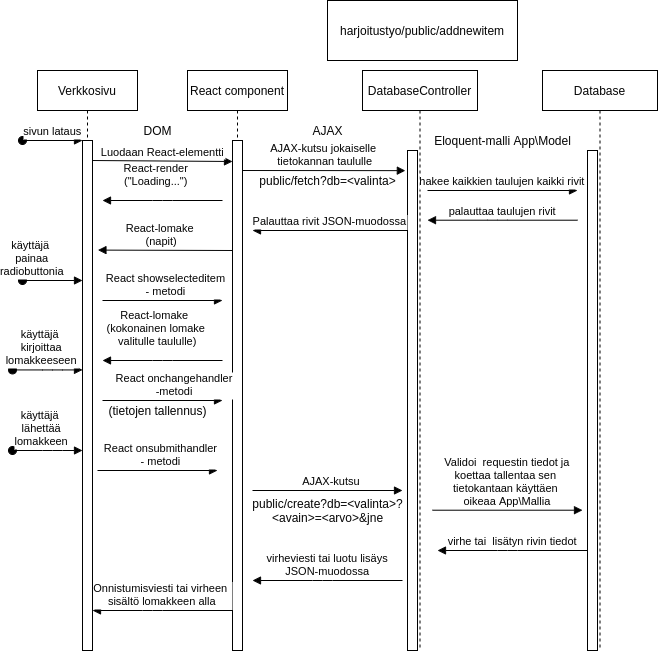 harjoitustyo/public/addnewitem
Verkkosivu
React component
DatabaseController
Database
sivun lataus
DOM
AJAX
Eloquent-malli App\Model
Luodaan React-elementti
React-render
("Loading...")
AJAX-kutsu jokaiselle
tietokannan taululle
public/fetch?db=<valinta>
hakee kaikkien taulujen kaikki rivit
palauttaa taulujen rivit
Palauttaa rivit JSON-muodossa
React-lomake
(napit)
käyttäjä
painaa
radiobuttonia
React showselecteditem
- metodi
React-lomake
(kokonainen lomake
valitulle taululle)
käyttäjä
kirjoittaa
lomakkeeseen
React onchangehandler
-metodi
(tietojen tallennus)
käyttäjä
lähettää
lomakkeen
React onsubmithandler
- metodi
AJAX-kutsu
public/create?db=<valinta>?
<avain>=<arvo>&jne
Validoi requestin tiedot ja
koettaa tallentaa sen
tietokantaan käyttäen
oikeaa App\Mallia
virhe tai lisätyn rivin tiedot
virheviesti tai luotu lisäys
JSON-muodossa
Onnistumisviesti tai virheen
sisältö lomakkeen alla